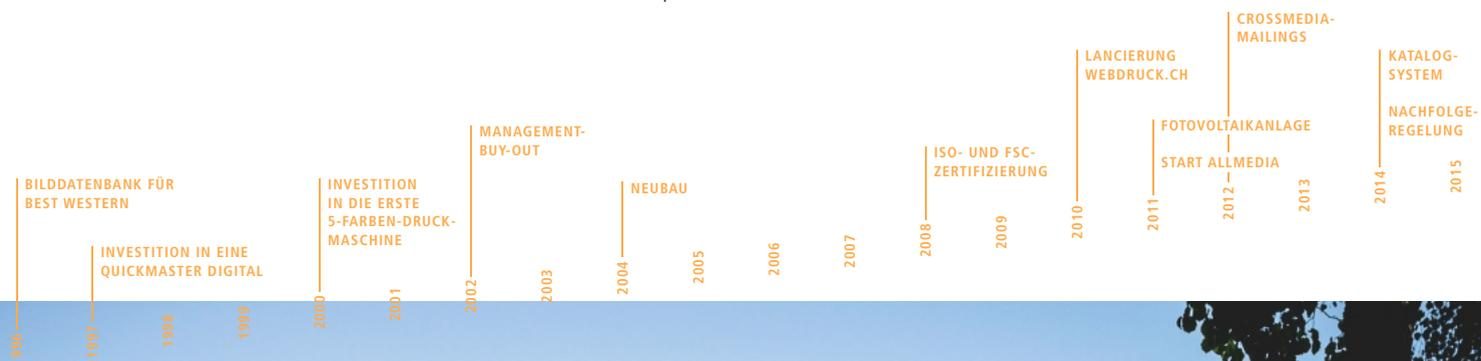 CROSSMEDIA-
MAILINGS
LANCIERUNG
WEBDRUCK.CH
KATALOG-
SYSTEM
NACHFOLGE-
REGELUNG
FOTOVOLTAIKANLAGE
START ALLMEDIA
MANAGEMENT-
BUY-OUT
ISO- UND FSC-
ZERTIFIZIERUNG
NEUBAU
BILDDATENBANK FÜR
BEST WESTERN
INVESTITION
IN DIE ERSTE
5-FARBEN-DRUCK-
MASCHINE
INVESTITION IN EINE
QUICKMASTER DIGITAL
996
1997
1998
1999
2000
2001
2002
2003
2004
2005
2006
2007
2008
2009
2010
2011
2012
2013
2014
2015